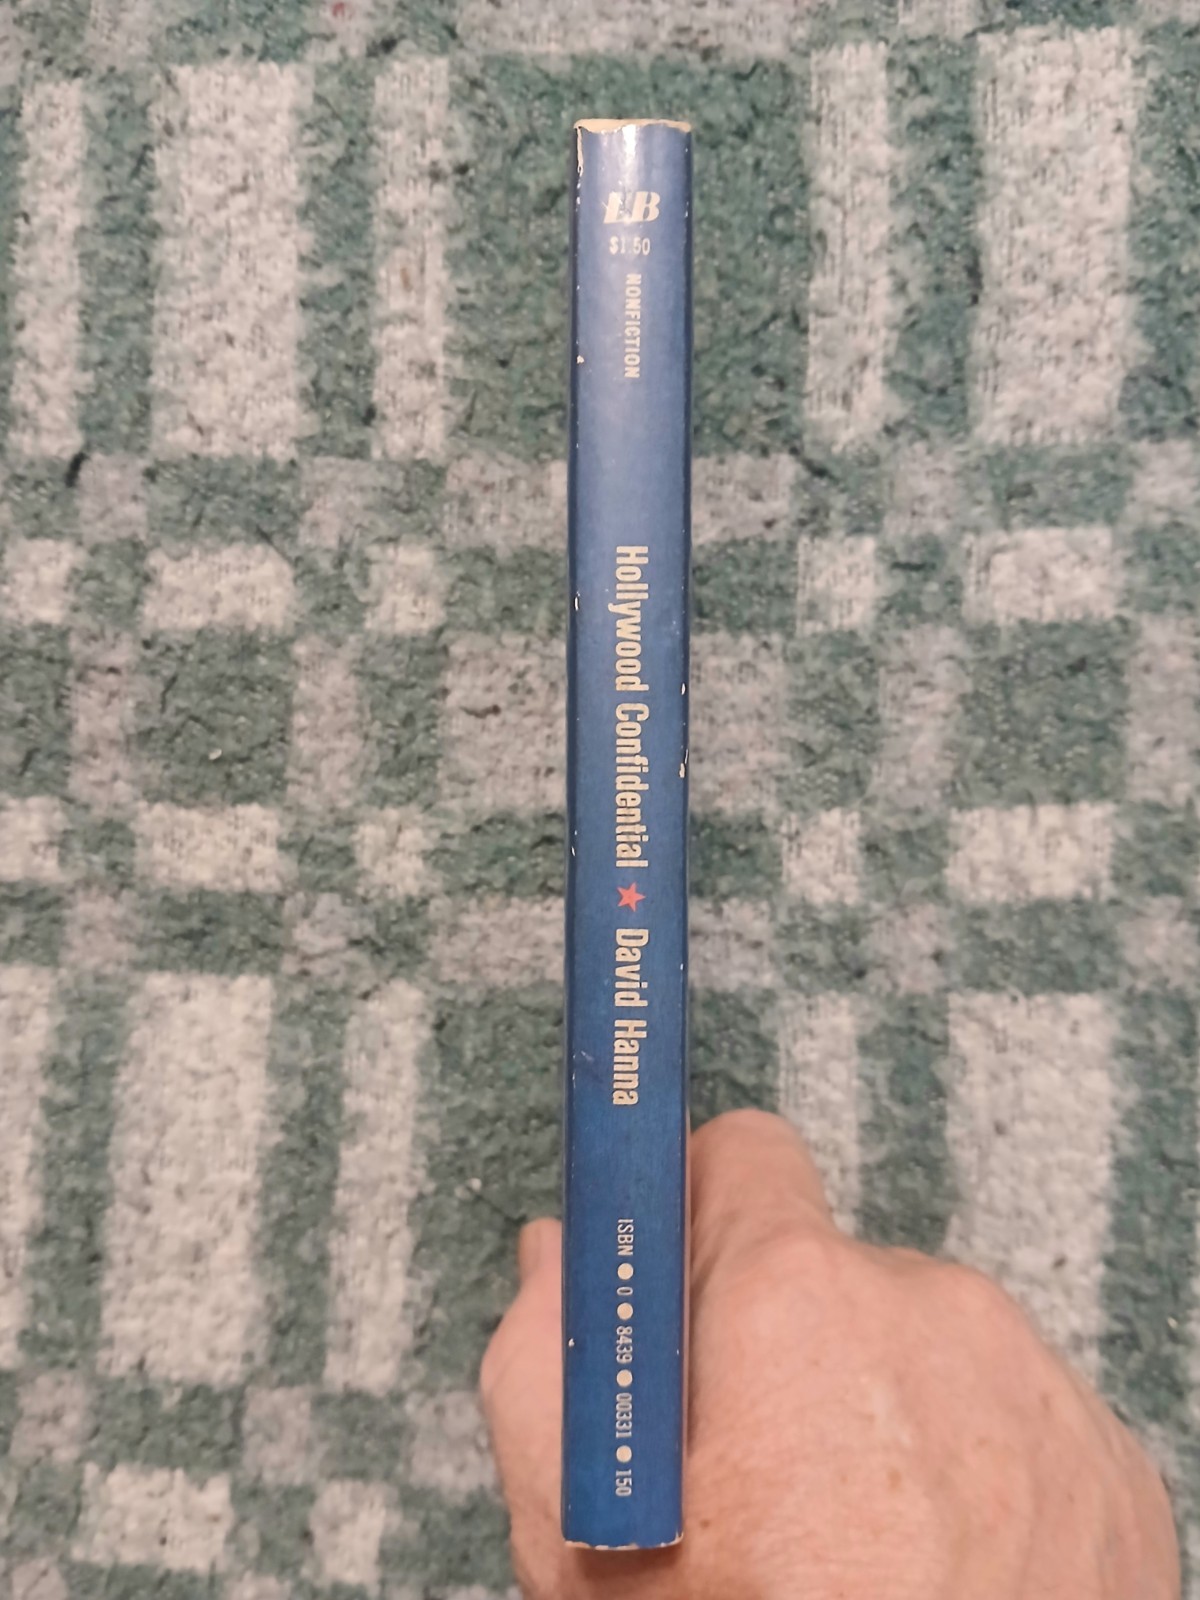 LB
$1.50
NONFICTION
Hollywood Confidential ★ David Hanna
ISBN ● 0 ● 8439 ● 00331 ● 150